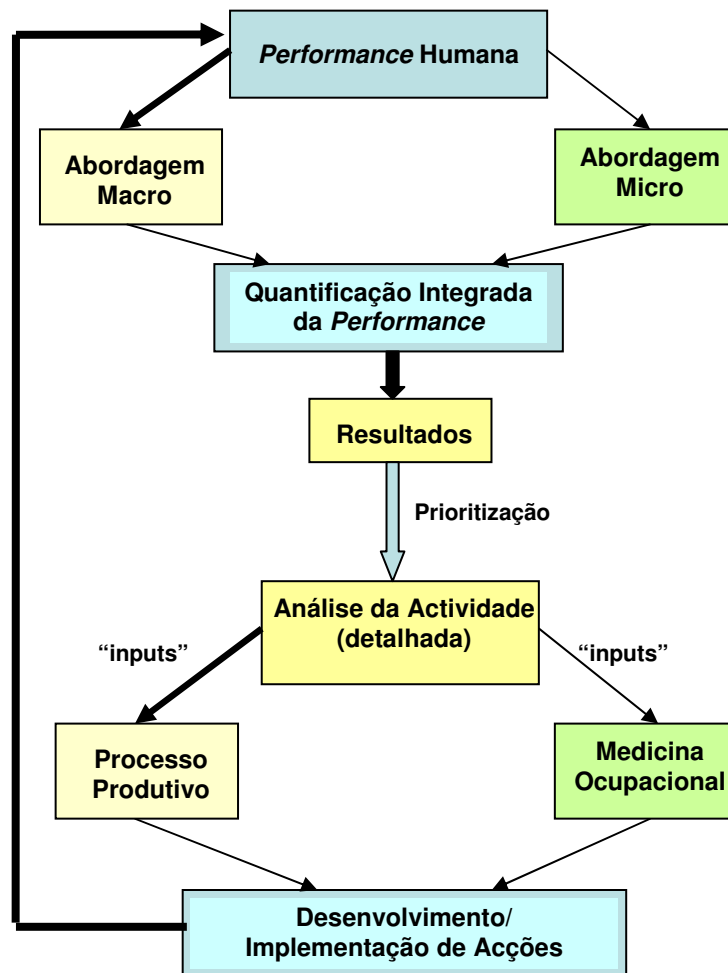 Performance Humana
Abordagem
Macro
Abordagem
Micro
Quantificação Integrada
da Performance
Resultados
Prioritização
Análise da Actividade
(detalhada)
“inputs”
“inputs”
Processo
Produtivo
Medicina
Ocupacional
Desenvolvimento/
Implementação de Acções